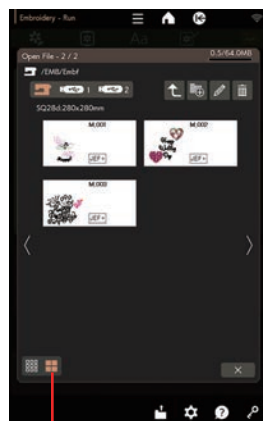 Embroidery - Run
Aa
Open File - 2 / 2
0.5/64.0MB
/EMB/Embf
1
2
SQ28d:280x280mm
M;001
M;002
JEF+
JEF+
M;003
JEF+